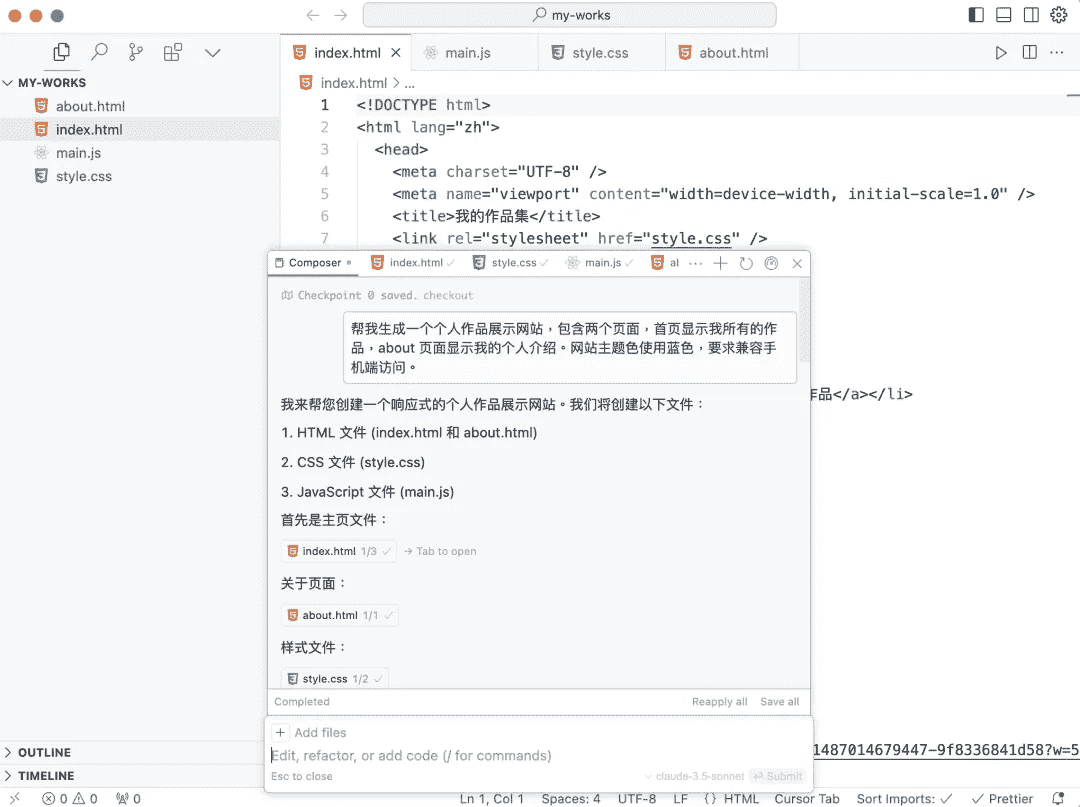 my-works
index.html
main.js
style.css
about.html
MY-WORKS
about.html
index.html
main.js
style.css
index.html > ...
1 <!DOCTYPE html>
2 <html lang="zh">
3 <head>
4 <meta charset="UTF-8" />
5 <meta name="viewport" content="width=device-width, initial-scale=1.0" />
6 <title>我的作品集</title>
7 <link rel="stylesheet" href="style.css" />
作品</a></li>
1487014679447-9f8336841d58?w=5
Composer
index.html
style.css
main.js
al
Checkpoint 0 saved. checkout
帮我生成一个个人作品展示网站，包含两个页面，首页显示我所有的作
品，about 页面显示我的个人介绍。网站主题色使用蓝色，要求兼容手
机端访问。
我来帮您创建一个响应式的个人作品展示网站。我们将创建以下文件：
1. HTML 文件 (index.html 和 about.html)
2. CSS 文件 (style.css)
3. JavaScript 文件 (main.js)
首先是主页文件：
index.html 1/3 → Tab to open
关于页面：
about.html 1/1
样式文件：
style.css 1/2
Completed Reapply all Save all
+ Add files
Edit, refactor, or add code (/ for commands)
Esc to close claude-3.5-sonnet Submit
OUTLINE
TIMELINE
0 0 0 Ln 1, Col 1 Spaces: 4 UTF-8 LF {} HTML Cursor Tab Sort Imports: Prettier